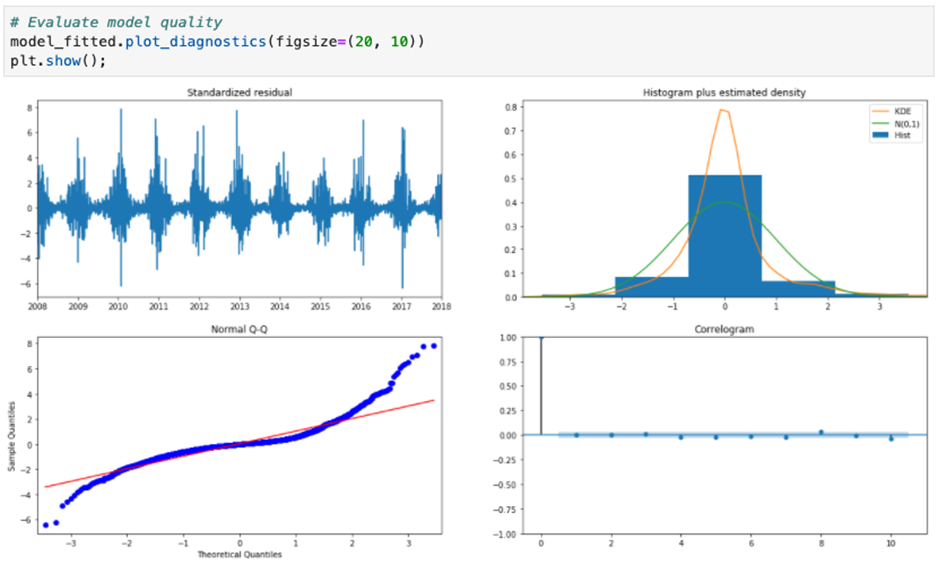 # Evaluate model quality
model_fitted.plot_diagnostics(figsize=(20, 10))
plt.show();
Standardized residual
8
6
4
2
0
−2
−4
−6
2008 2009 2010 2011 2012 2013 2014 2015 2016 2017 2018
Histogram plus estimated density
0.8
0.7
0.6
0.5
0.4
0.3
0.2
0.1
0.0
−3 −2 −1 0 1 2 3
KDE
N(0,1)
Hist
Normal Q-Q
Sample Quantiles
8
6
4
2
0
−2
−4
−6
−3 −2 −1 0 1 2 3
Theoretical Quantiles
Correlogram
1.00
0.75
0.50
0.25
0.00
−0.25
−0.50
−0.75
−1.00
0 2 4 6 8 10